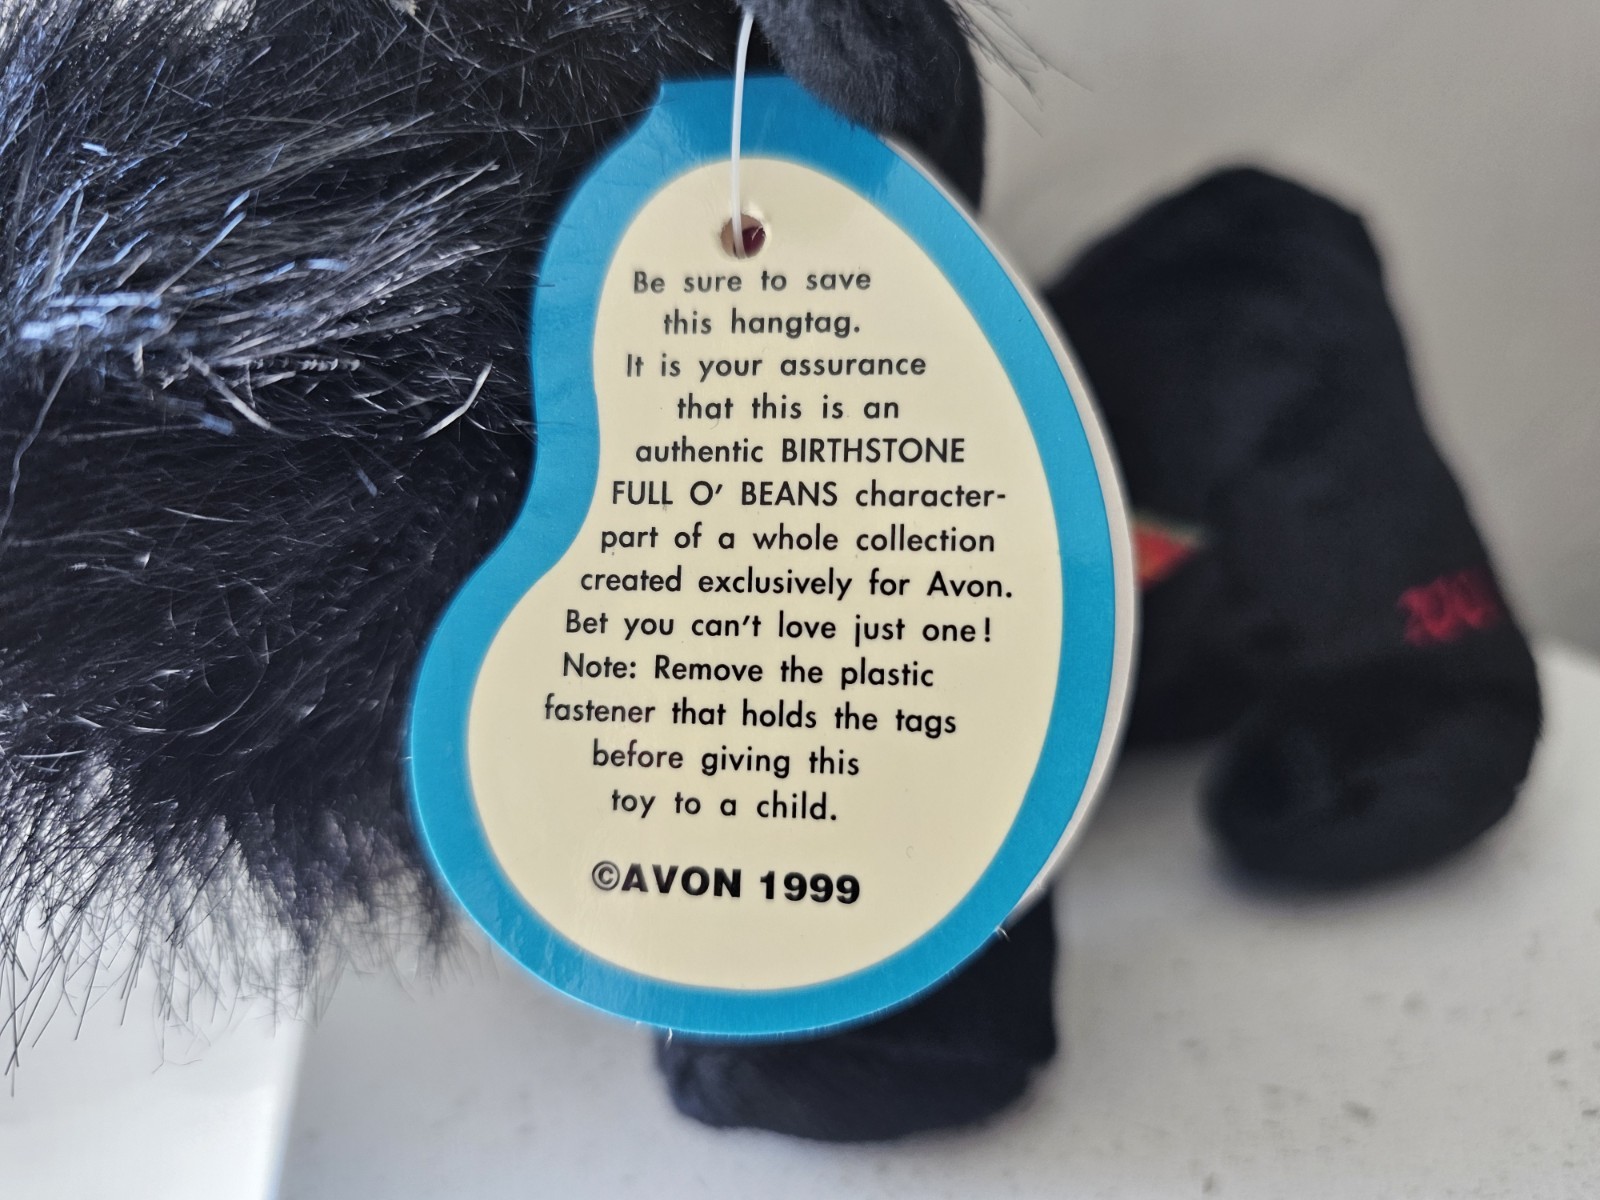 Be sure to save
this hangtag.
It is your assurance
that this is an
authentic BIRTHSTONE
FULL O' BEANS character-
part of a whole collection
created exclusively for Avon.
Bet you can't love just one!
Note: Remove the plastic
fastener that holds the tags
before giving this
toy to a child.
©AVON 1999